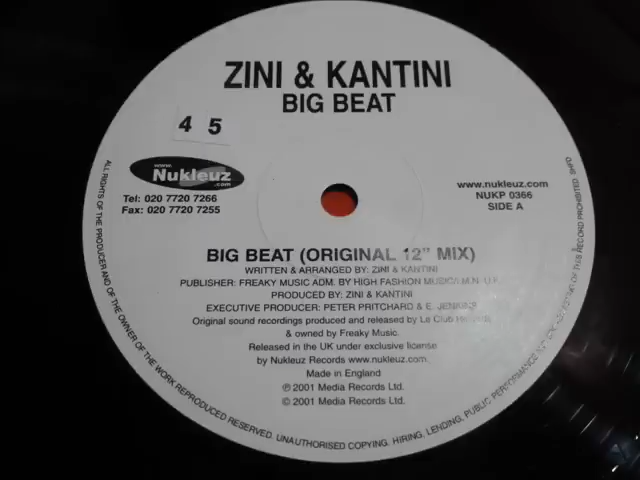 ZINI & KANTINI
BIG BEAT
4 5
www.
Nukleuz
.com
Tel: 020 7720 7266
Fax: 020 7720 7255
www.nukleuz.com
NUKP 0366
SIDE A
BIG BEAT (ORIGINAL 12" MIX)
WRITTEN & ARRANGED BY: ZINI & KANTINI
PUBLISHER: FREAKY MUSIC ADM. BY HIGH FASHION MUSIC/I.M.N. U.K.
PRODUCED BY: ZINI & KANTINI
EXECUTIVE PRODUCER: PETER PRITCHARD & E. JENKINS
Original sound recordings produced and released by Le Club Records
& owned by Freaky Music.
Released in the UK under exclusive license
by Nukleuz Records www.nukleuz.com.
Made in England
℗ 2001 Media Records Ltd.
© 2001 Media Records Ltd.
ALL RIGHTS OF THE PRODUCER AND OF THE OWNER OF THE WORK REPRODUCED RESERVED. UNAUTHORISED COPYING, HIRING, LENDING, PUBLIC PERFORMANCE OF THIS RECORD PROHIBITED.